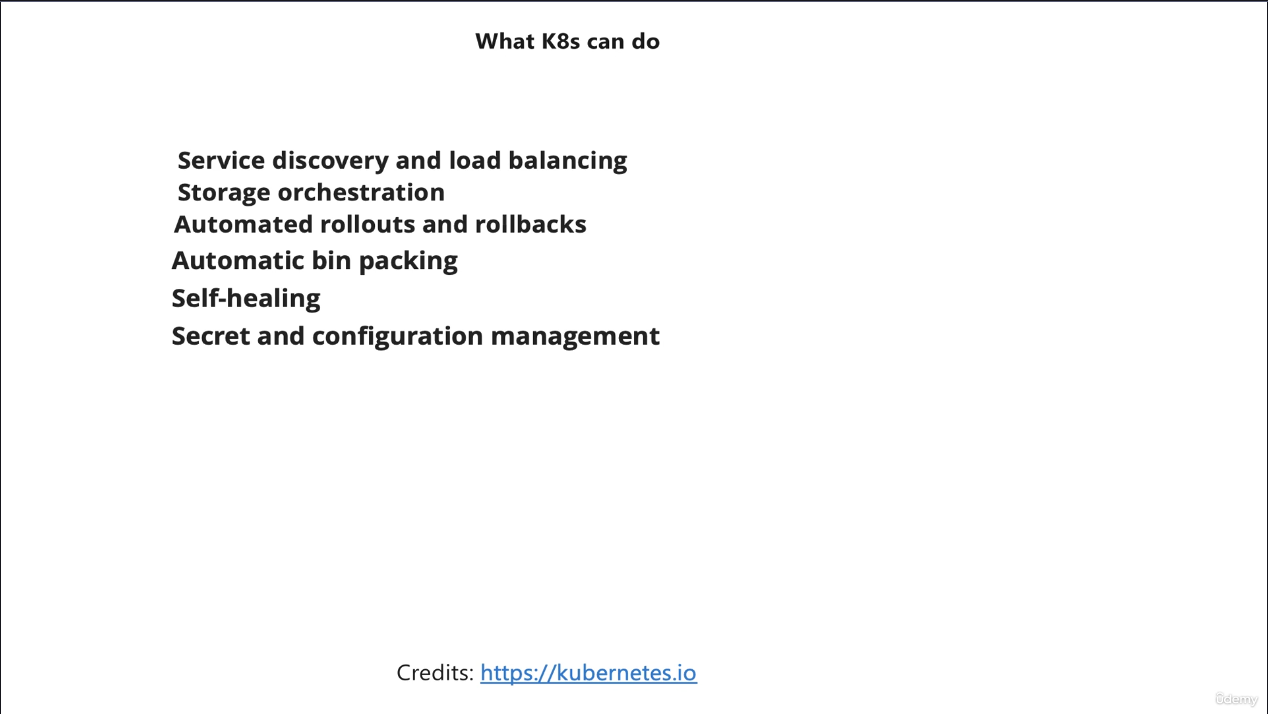 What K8s can do
Service discovery and load balancing
Storage orchestration
Automated rollouts and rollbacks
Automatic bin packing
Self-healing
Secret and configuration management
Credits: https://kubernetes.io
ûdemy